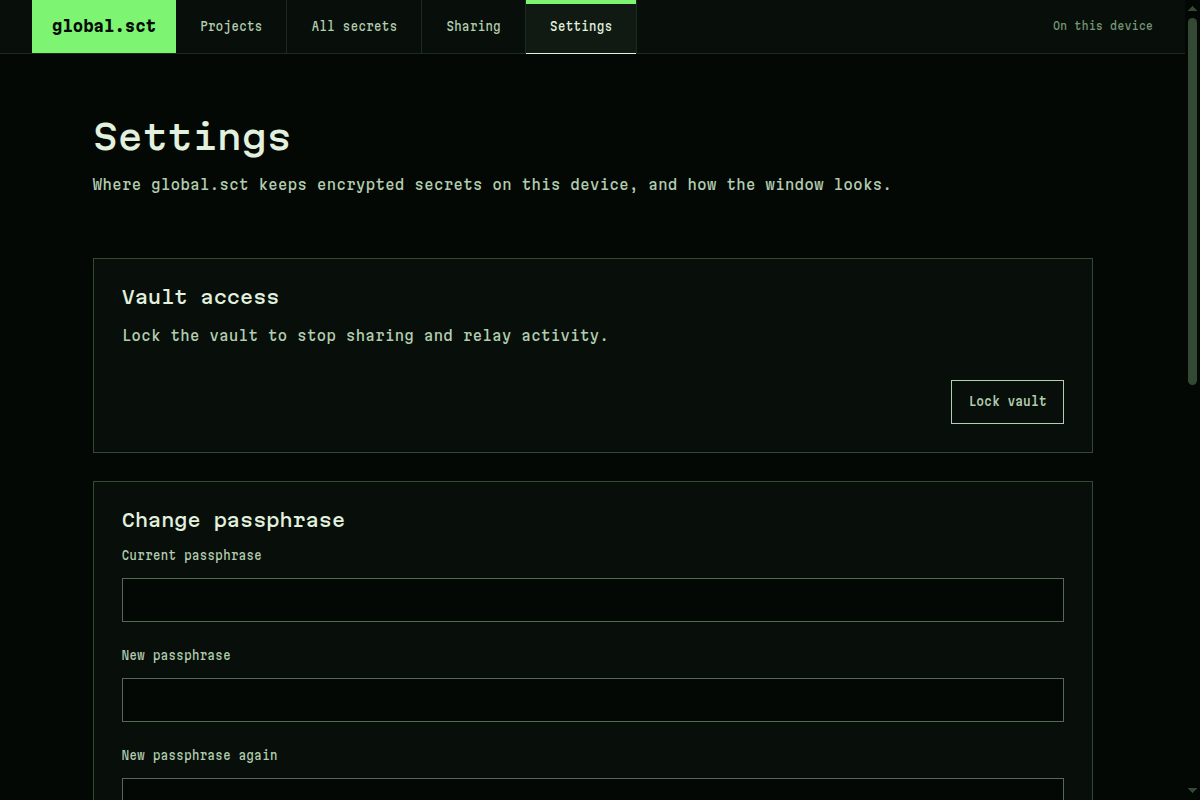 global.sct
Projects
All secrets
Sharing
Settings
On this device
Settings
Where global.sct keeps encrypted secrets on this device, and how the window looks.
Vault access
Lock the vault to stop sharing and relay activity.
Lock vault
Change passphrase
Current passphrase
New passphrase
New passphrase again